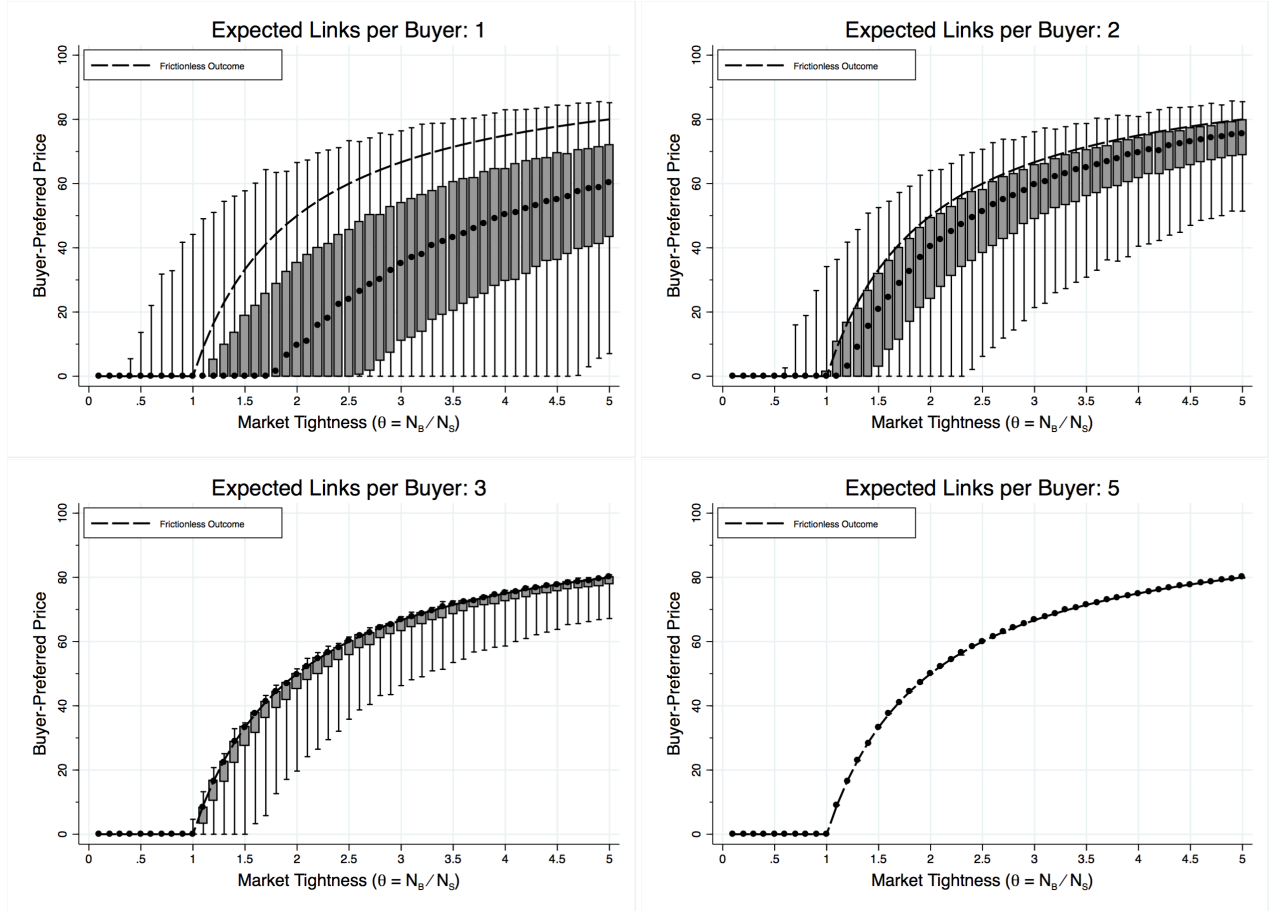 Expected Links per Buyer: 1
Frictionless Outcome
Buyer-Preferred Price
100
80
60
40
20
0
0 .5 1 1.5 2 2.5 3 3.5 4 4.5 5
Market Tightness (θ = N_B / N_S)
Expected Links per Buyer: 2
Frictionless Outcome
Buyer-Preferred Price
100
80
60
40
20
0
0 .5 1 1.5 2 2.5 3 3.5 4 4.5 5
Market Tightness (θ = N_B / N_S)
Expected Links per Buyer: 3
Frictionless Outcome
Buyer-Preferred Price
100
80
60
40
20
0
0 .5 1 1.5 2 2.5 3 3.5 4 4.5 5
Market Tightness (θ = N_B / N_S)
Expected Links per Buyer: 5
Frictionless Outcome
Buyer-Preferred Price
100
80
60
40
20
0
0 .5 1 1.5 2 2.5 3 3.5 4 4.5 5
Market Tightness (θ = N_B / N_S)